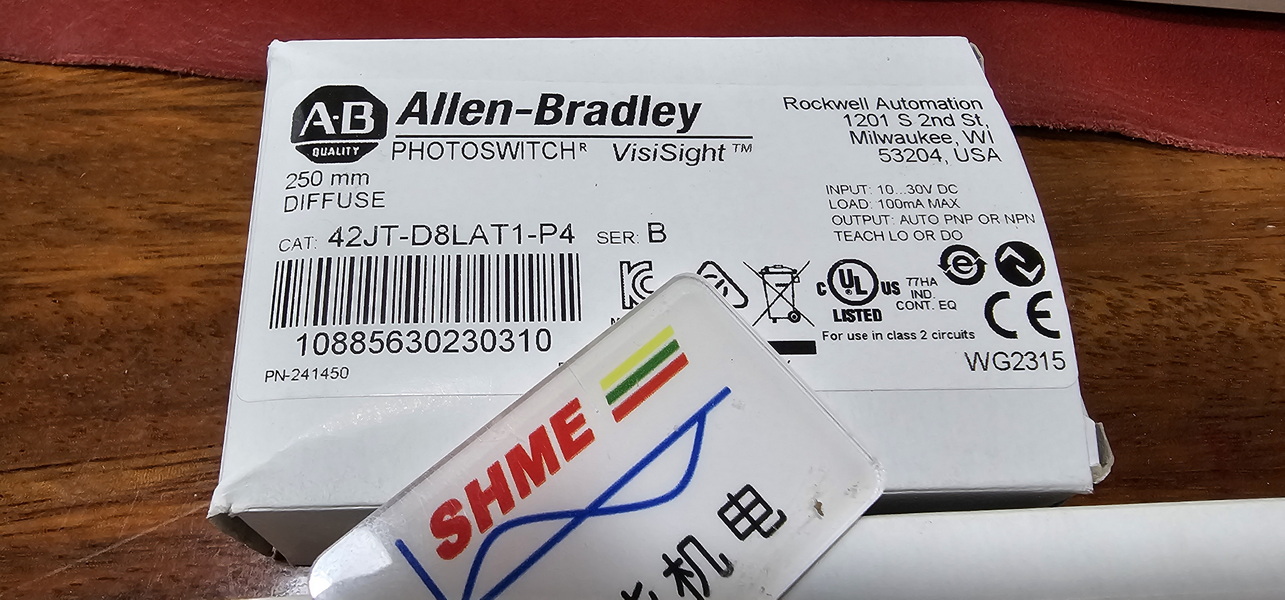 A·B
QUALITY
Allen-Bradley
PHOTOSWITCH® VisiSight™
250 mm
DIFFUSE
CAT: 42JT-D8LAT1-P4 SER: B
10885630230310
PN-241450
Rockwell Automation
1201 S 2nd St,
Milwaukee, WI
53204, USA
INPUT: 10...30V DC
LOAD: 100mA MAX
OUTPUT: AUTO PNP OR NPN
TEACH LO OR DO
c UL US
LISTED
77HA
IND.
CONT. EQ
For use in class 2 circuits
CE
WG2315
SHME
机电